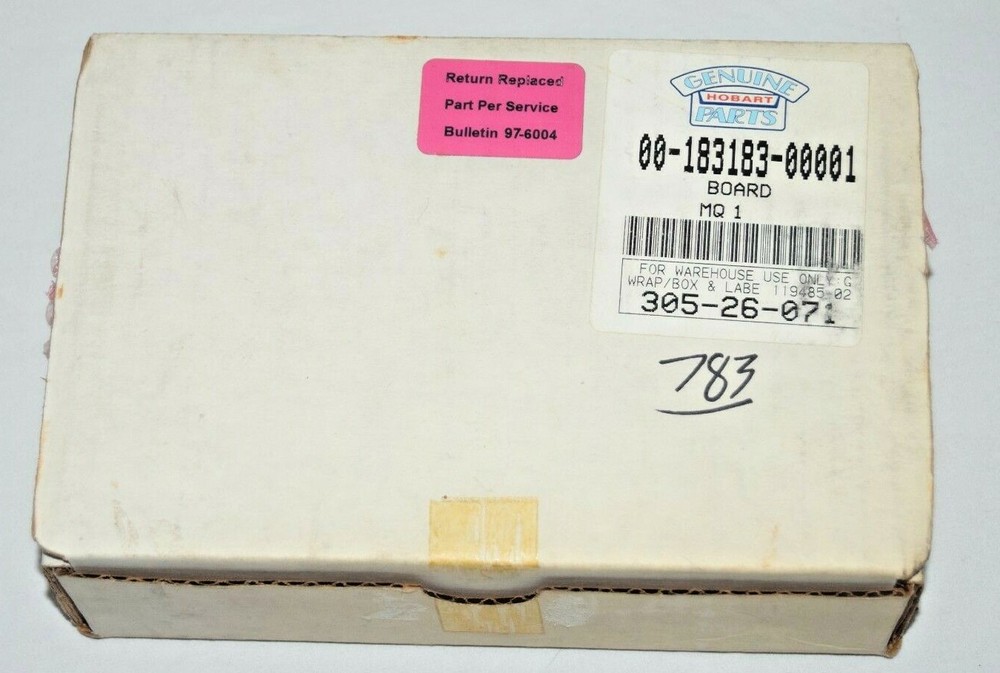 Return Replaced
Part Per Service
Bulletin 97-6004
GENUINE
HOBART
PARTS
00-183183-00001
BOARD
MQ 1
FOR WAREHOUSE USE ONLY G
WRAP/BOX & LABE 119485-02
305-26-071
783